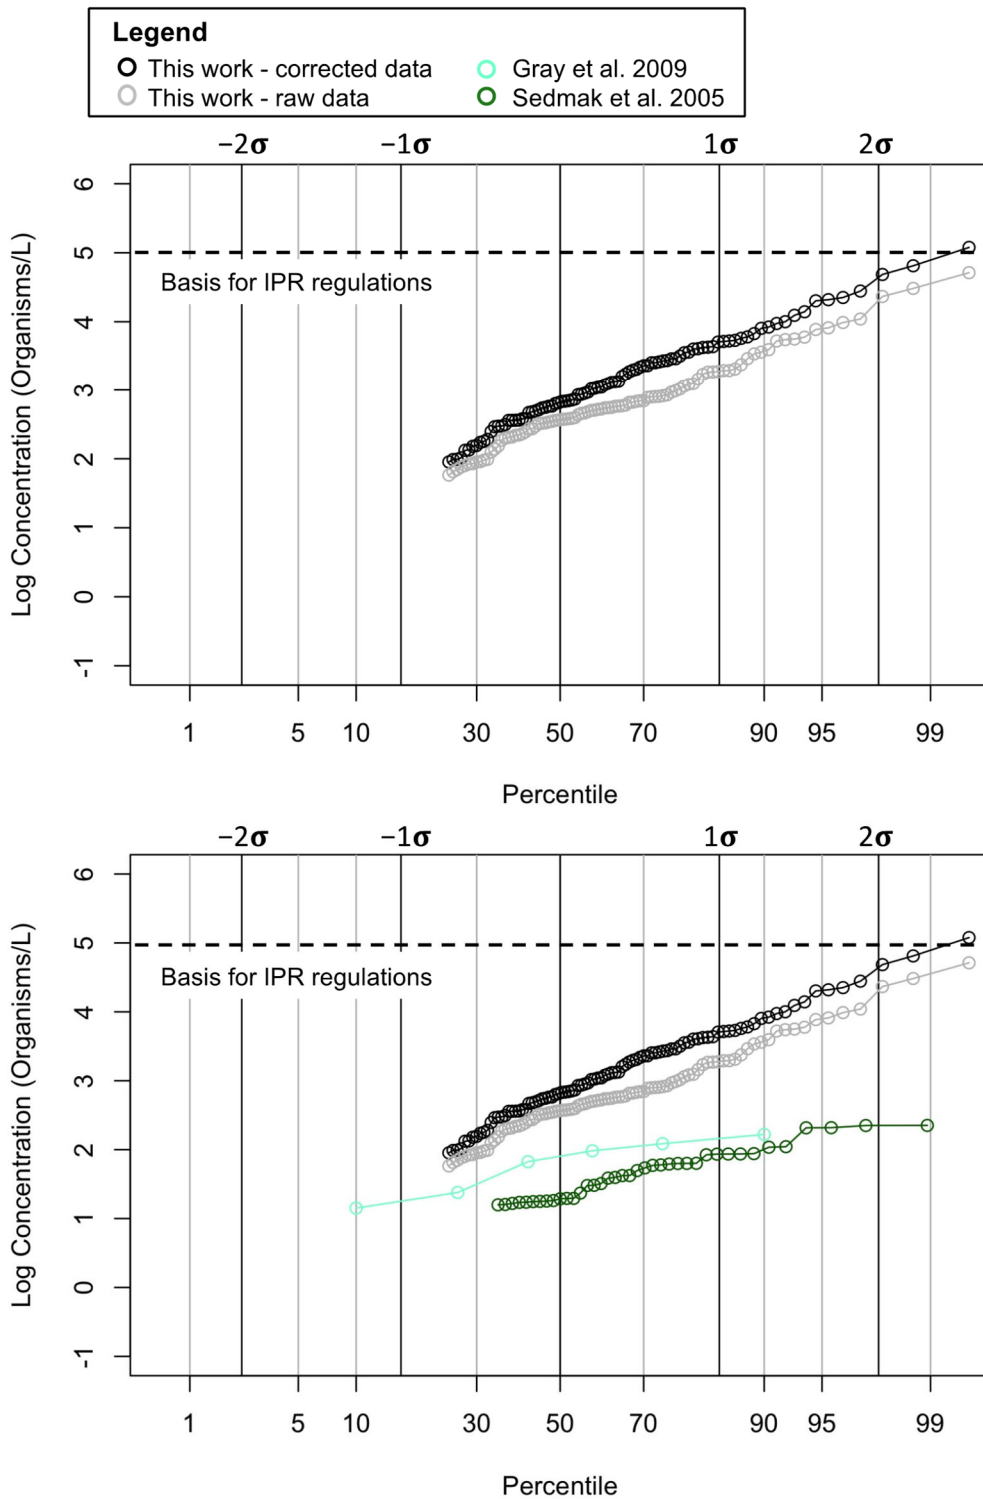 Legend
This work - corrected data
Gray et al. 2009
This work - raw data
Sedmak et al. 2005
−2σ −1σ 1σ 2σ
6
5
4
3
2
1
0
-1
Log Concentration (Organisms/L)
Basis for IPR regulations
1 5 10 30 50 70 90 95 99
Percentile
−2σ −1σ 1σ 2σ
6
5
4
3
2
1
0
-1
Log Concentration (Organisms/L)
Basis for IPR regulations
1 5 10 30 50 70 90 95 99
Percentile